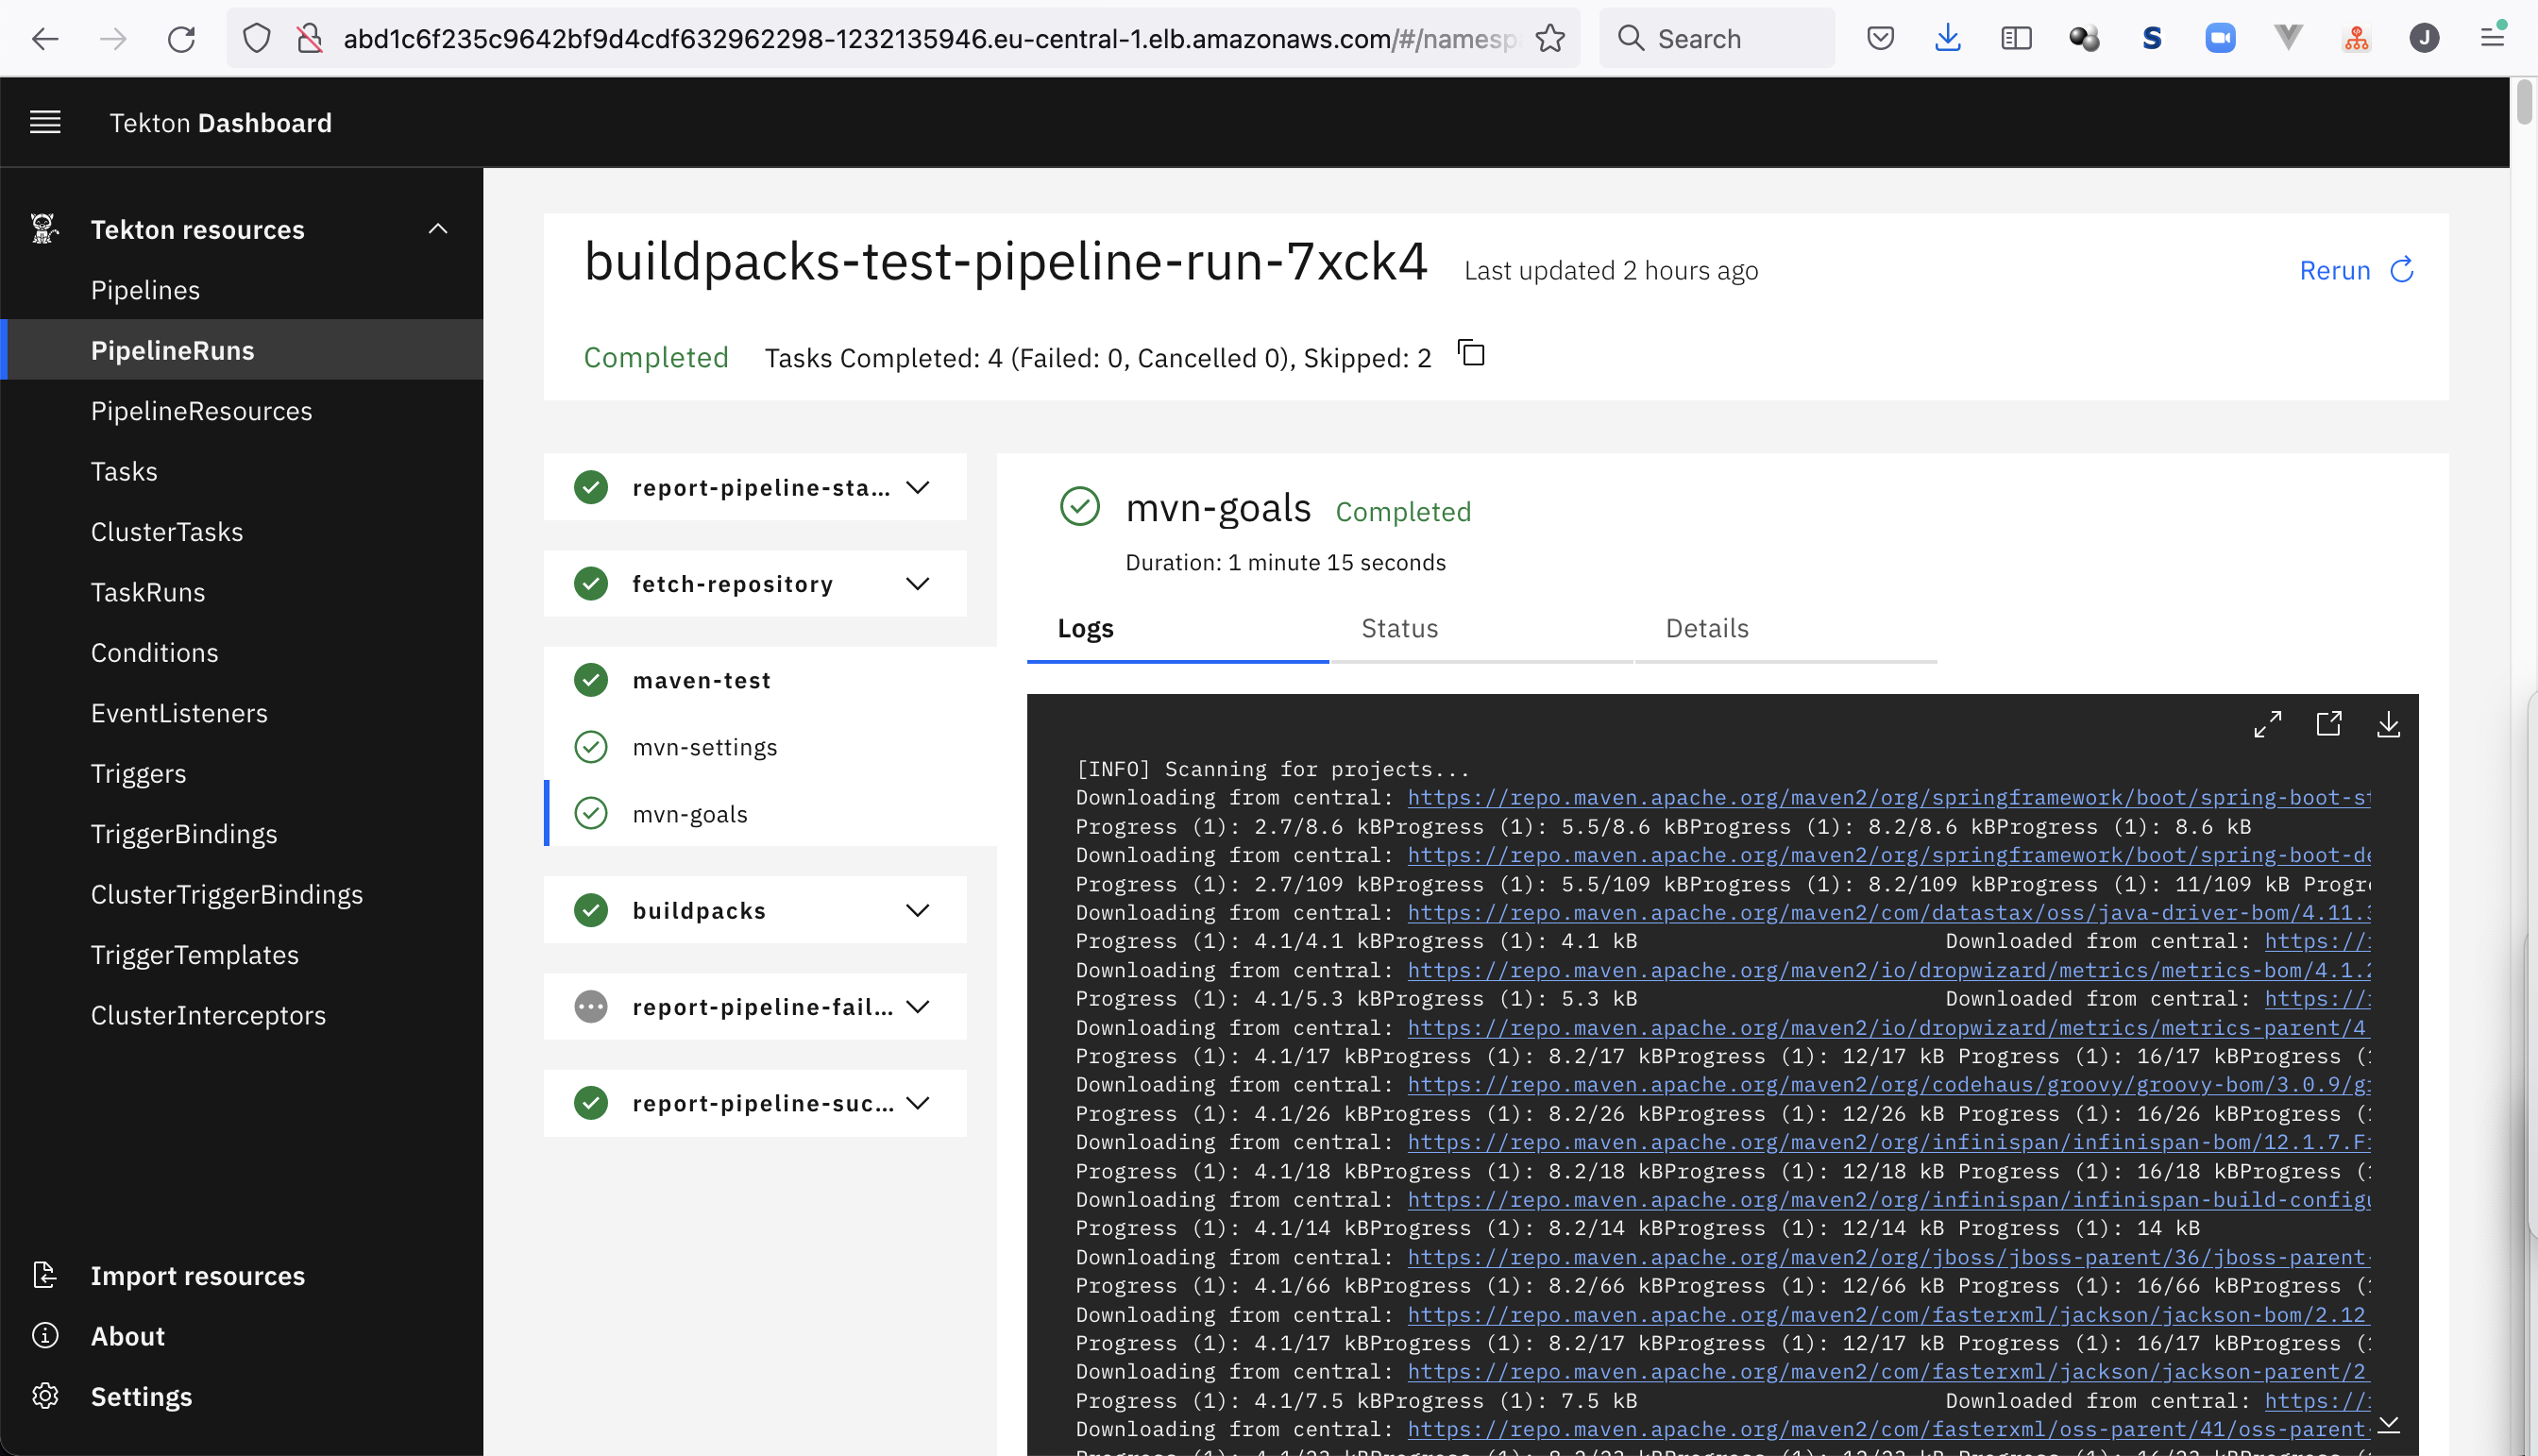 abd1c6f235c9642bf9d4cdf632962298-1232135946.eu-central-1.elb.amazonaws.com/#/namesp
Search
S
J
Tekton Dashboard
Tekton resources
Pipelines
PipelineRuns
PipelineResources
Tasks
ClusterTasks
TaskRuns
Conditions
EventListeners
Triggers
TriggerBindings
ClusterTriggerBindings
TriggerTemplates
ClusterInterceptors
Import resources
About
Settings
buildpacks-test-pipeline-run-7xck4 Last updated 2 hours ago
Rerun
Completed Tasks Completed: 4 (Failed: 0, Cancelled 0), Skipped: 2
report-pipeline-sta...
fetch-repository
maven-test
mvn-settings
mvn-goals
buildpacks
report-pipeline-fail...
report-pipeline-suc...
mvn-goals Completed
Duration: 1 minute 15 seconds
Logs Status Details
[INFO] Scanning for projects...
Downloading from central: https://repo.maven.apache.org/maven2/org/springframework/boot/spring-boot-st
Progress (1): 2.7/8.6 kBProgress (1): 5.5/8.6 kBProgress (1): 8.2/8.6 kBProgress (1): 8.6 kB
Downloading from central: https://repo.maven.apache.org/maven2/org/springframework/boot/spring-boot-de
Progress (1): 2.7/109 kBProgress (1): 5.5/109 kBProgress (1): 8.2/109 kBProgress (1): 11/109 kB Progre
Downloading from central: https://repo.maven.apache.org/maven2/com/datastax/oss/java-driver-bom/4.11.3
Progress (1): 4.1/4.1 kBProgress (1): 4.1 kB Downloaded from central: https://
Downloading from central: https://repo.maven.apache.org/maven2/io/dropwizard/metrics/metrics-bom/4.1.2
Progress (1): 4.1/5.3 kBProgress (1): 5.3 kB Downloaded from central: https://
Downloading from central: https://repo.maven.apache.org/maven2/io/dropwizard/metrics/metrics-parent/4.
Progress (1): 4.1/17 kBProgress (1): 8.2/17 kBProgress (1): 12/17 kB Progress (1): 16/17 kBProgress (1
Downloading from central: https://repo.maven.apache.org/maven2/org/codehaus/groovy/groovy-bom/3.0.9/gr
Progress (1): 4.1/26 kBProgress (1): 8.2/26 kBProgress (1): 12/26 kB Progress (1): 16/26 kBProgress (1
Downloading from central: https://repo.maven.apache.org/maven2/org/infinispan/infinispan-bom/12.1.7.Fi
Progress (1): 4.1/18 kBProgress (1): 8.2/18 kBProgress (1): 12/18 kB Progress (1): 16/18 kBProgress (1
Downloading from central: https://repo.maven.apache.org/maven2/org/infinispan/infinispan-build-configu
Progress (1): 4.1/14 kBProgress (1): 8.2/14 kBProgress (1): 12/14 kB Progress (1): 14 kB
Downloading from central: https://repo.maven.apache.org/maven2/org/jboss/jboss-parent/36/jboss-parent-
Progress (1): 4.1/66 kBProgress (1): 8.2/66 kBProgress (1): 12/66 kB Progress (1): 16/66 kBProgress (1
Downloading from central: https://repo.maven.apache.org/maven2/com/fasterxml/jackson/jackson-bom/2.12.
Progress (1): 4.1/17 kBProgress (1): 8.2/17 kBProgress (1): 12/17 kB Progress (1): 16/17 kBProgress (1
Downloading from central: https://repo.maven.apache.org/maven2/com/fasterxml/jackson/jackson-parent/2.
Progress (1): 4.1/7.5 kBProgress (1): 7.5 kB Downloaded from central: https://
Downloading from central: https://repo.maven.apache.org/maven2/com/fasterxml/oss-parent/41/oss-parent-